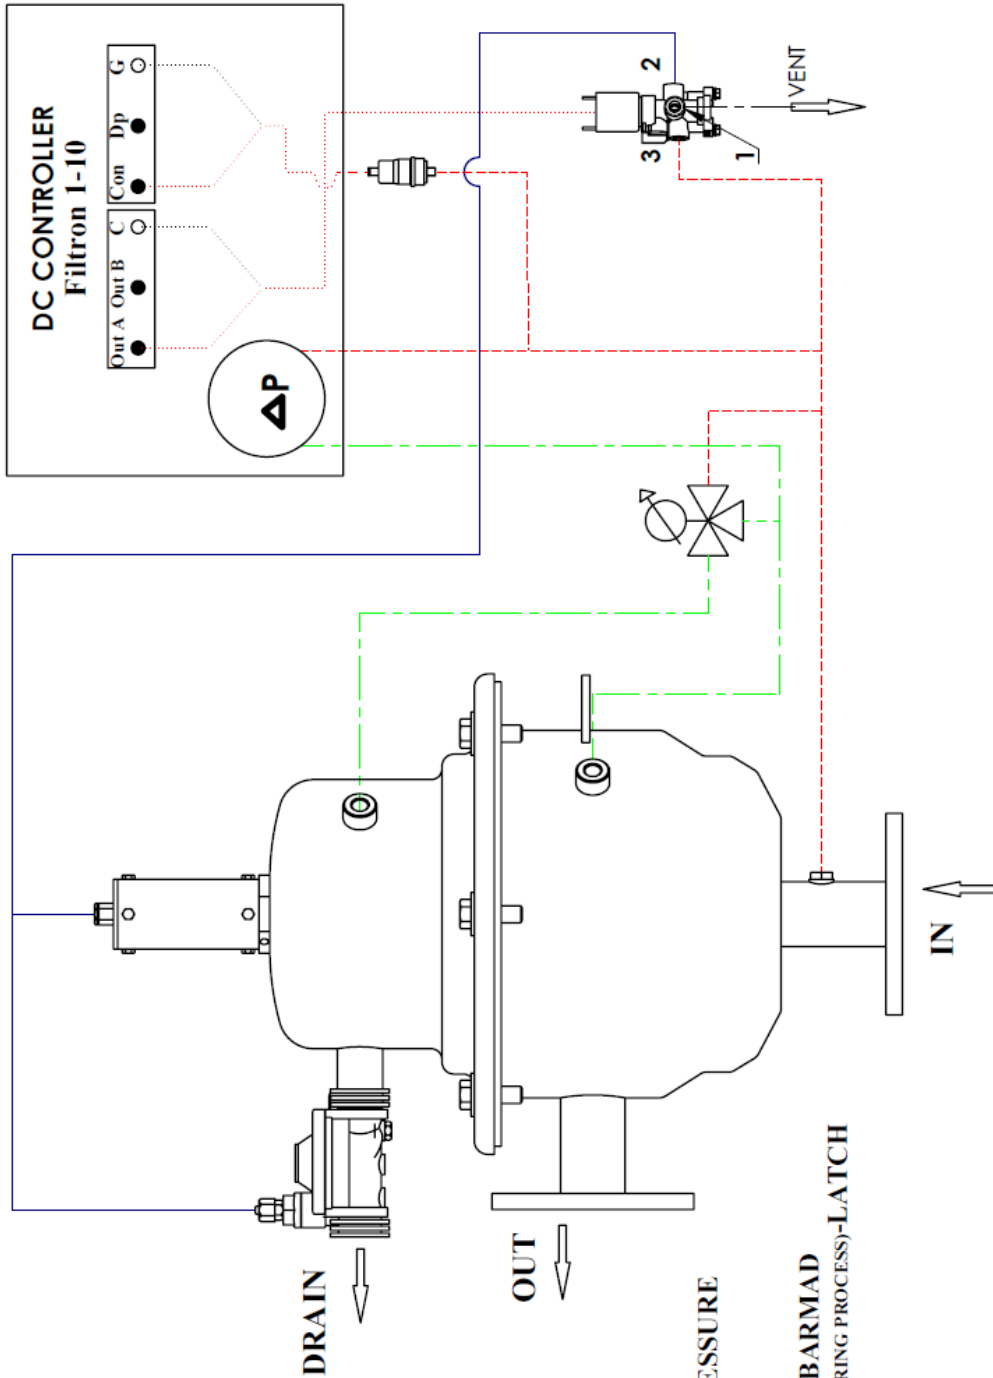 DC CONTROLLER
Filtron 1-10
Out A Out B C Con Dp G
ΔP
2
3
1
VENT
IN
OUT
DRAIN
ESSURE
BARMAD
RING PROCESS)-LATCH